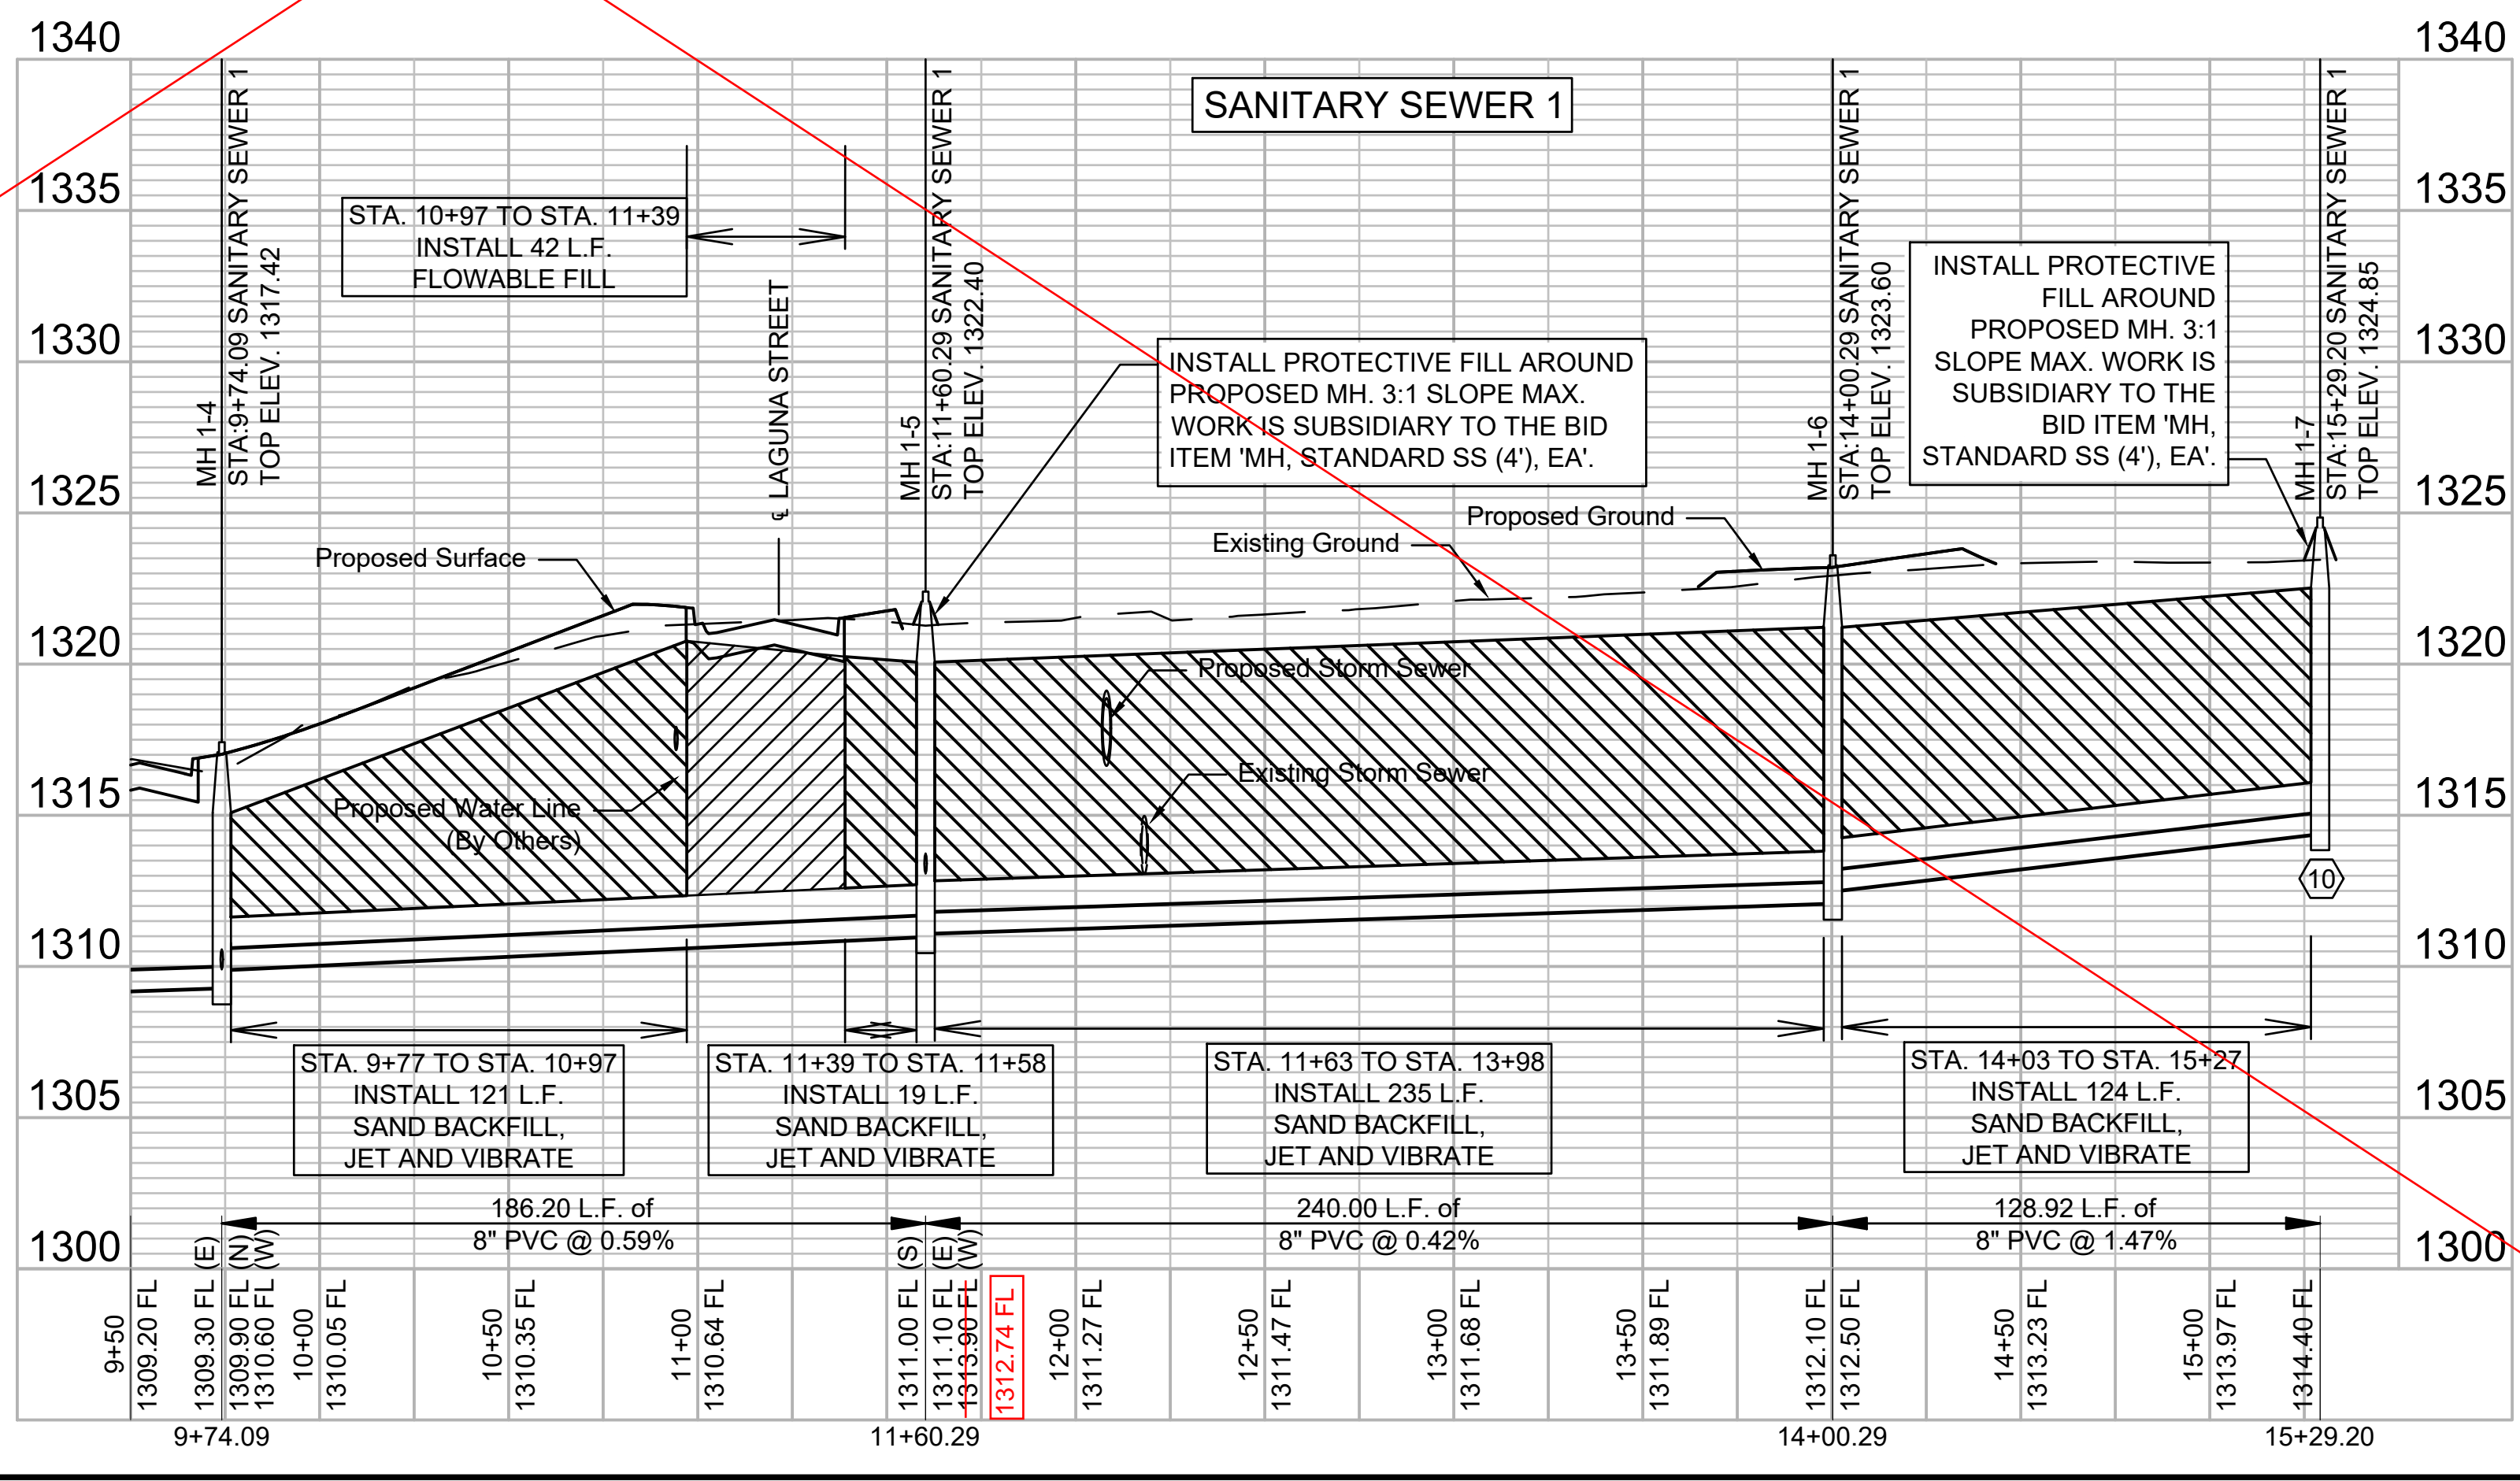 1340
1340
SANITARY SEWER 1
1335
1335
1330
1330
1325
1325
1320
1320
1315
1315
1310
1310
1305
1305
1300
1300
MH 1-4
STA:9+74.09 SANITARY SEWER 1
TOP ELEV. 1317.42
STA. 10+97 TO STA. 11+39
INSTALL 42 L.F.
FLOWABLE FILL
℄ LAGUNA STREET
MH 1-5
STA:11+60.29 SANITARY SEWER 1
TOP ELEV. 1322.40
INSTALL PROTECTIVE FILL AROUND
PROPOSED MH. 3:1 SLOPE MAX.
WORK IS SUBSIDIARY TO THE BID
ITEM 'MH, STANDARD SS (4'), EA'.
MH 1-6
STA:14+00.29 SANITARY SEWER 1
TOP ELEV. 1323.60
INSTALL PROTECTIVE
FILL AROUND
PROPOSED MH. 3:1
SLOPE MAX. WORK IS
SUBSIDIARY TO THE
BID ITEM 'MH,
STANDARD SS (4'), EA'.
MH 1-7
STA:15+29.20 SANITARY SEWER 1
TOP ELEV. 1324.85
Proposed Surface
Existing Ground
Proposed Ground
Proposed Storm Sewer
Existing Storm Sewer
Proposed Water Line
(By Others)
10
STA. 9+77 TO STA. 10+97
INSTALL 121 L.F.
SAND BACKFILL,
JET AND VIBRATE
STA. 11+39 TO STA. 11+58
INSTALL 19 L.F.
SAND BACKFILL,
JET AND VIBRATE
STA. 11+63 TO STA. 13+98
INSTALL 235 L.F.
SAND BACKFILL,
JET AND VIBRATE
STA. 14+03 TO STA. 15+27
INSTALL 124 L.F.
SAND BACKFILL,
JET AND VIBRATE
186.20 L.F. of
8" PVC @ 0.59%
240.00 L.F. of
8" PVC @ 0.42%
128.92 L.F. of
8" PVC @ 1.47%
9+50
1309.20 FL
1309.30 FL (E)
1309.90 FL (N)
1310.60 FL (W)
10+00
1310.05 FL
10+50
1310.35 FL
11+00
1310.64 FL
1311.00 FL (S)
1311.10 FL (E)
1313.90 FL (W)
1312.74 FL
12+00
1311.27 FL
12+50
1311.47 FL
13+00
1311.68 FL
13+50
1311.89 FL
1312.10 FL
1312.50 FL
14+50
1313.23 FL
15+00
1313.97 FL
1314.40 FL
9+74.09
11+60.29
14+00.29
15+29.20